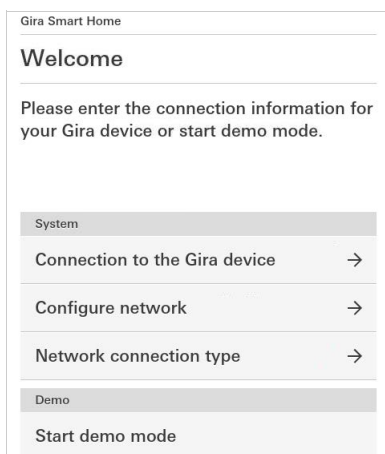 Gira Smart Home
Welcome
Please enter the connection information for
your Gira device or start demo mode.
System
Connection to the Gira device
Configure network
Network connection type
Demo
Start demo mode